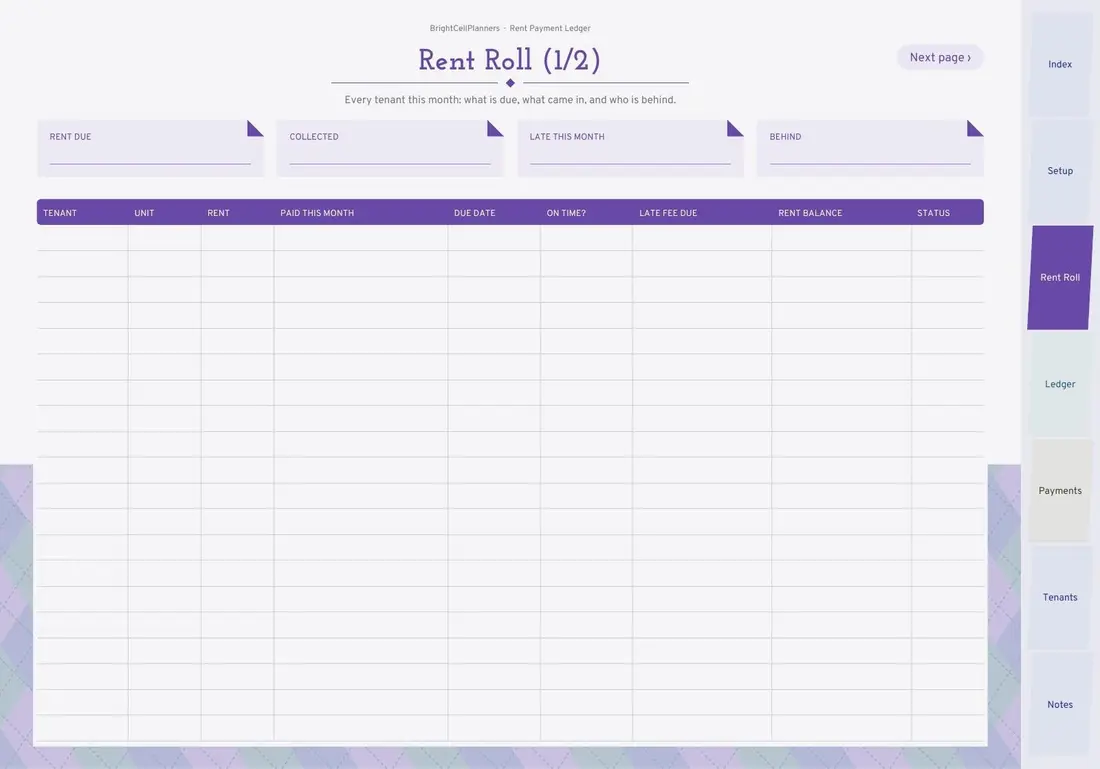 BrightCellPlanners - Rent Payment Ledger
Rent Roll (1/2)
Next page ›
Every tenant this month: what is due, what came in, and who is behind.
RENT DUE
COLLECTED
LATE THIS MONTH
BEHIND
TENANT UNIT RENT PAID THIS MONTH DUE DATE ON TIME? LATE FEE DUE RENT BALANCE STATUS
Index
Setup
Rent Roll
Ledger
Payments
Tenants
Notes